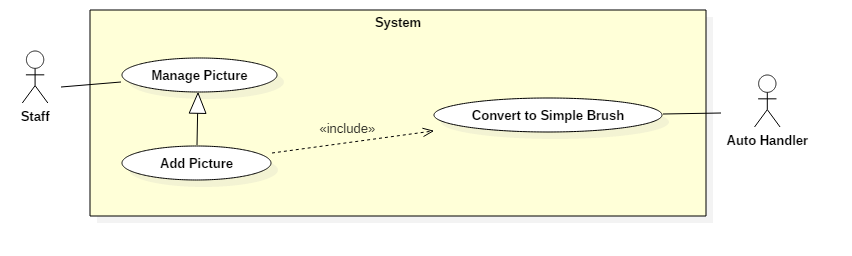 System
Manage Picture
Staff
«include»
Convert to Simple Brush
Auto Handler
Add Picture